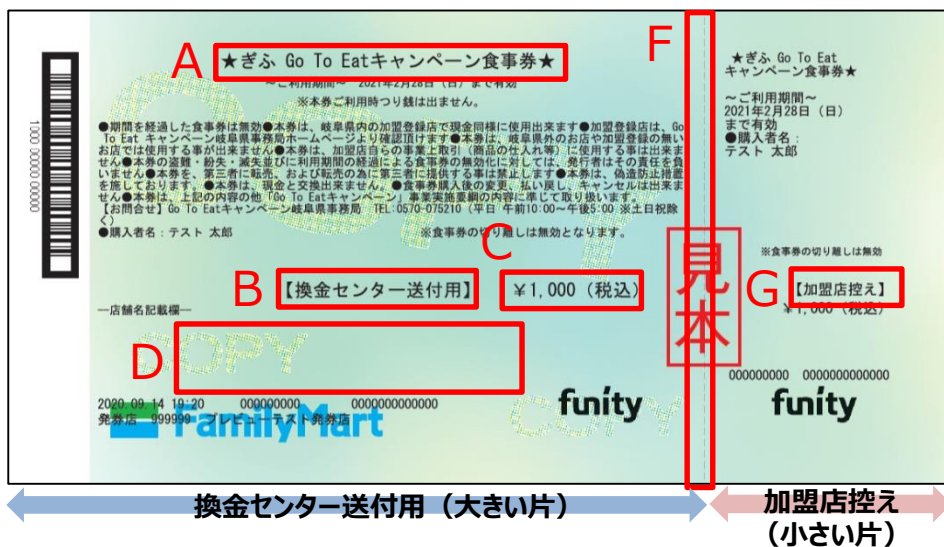 A
★ぎふ Go To Eatキャンペーン食事券★
～ご利用期間～ 2021年2月28日（日）まで有効
※本券ご利用時つり銭は出ません。
●期間を経過した食事券は無効●本券は、岐阜県内の加盟登録店で現金同様に使用出来ます●加盟登録店は、Go
To Eat キャンペーン岐阜県事務局ホームページより確認頂けます●本券は、岐阜県外のお店や加盟登録の無い
お店では使用する事が出来ません●本券は、加盟店自らの事業上取引（商品の仕入れ等）に使用する事は出来ま
せん●本券の盗難・紛失・滅失並びに利用期間の経過による食事券の無効化に対しては、発行者はその責任を負
いません●本券を、第三者に転売、および転売の為に第三者に提供する事は禁止します●本券は、偽造防止措置
を施しております。●本券は、現金と交換出来ません。●食事券購入後の変更、払い戻し、キャンセルは出来ま
せん●本券は、上記の内容の他「Go To Eatキャンペーン」事業実施要綱の内容に準じて取り扱います。
【お問合せ】Go To Eatキャンペーン岐阜県事務局 TEL:0570-075210（平日 午前10:00～午後5:00 ※土日祝除
く）
●購入者名：テスト 太郎 ※食事券の切り離しは無効となります。
B
【換金センター送付用】
C
￥1,000（税込）
―店舗名記載欄―
D
COPY
2020.09.14 19:20 000000000 0000000000000
発券店 999999 プレビューテスト発券店
FamilyMart
funity
COPY
1000 00000 00000
F
見本
★ぎふ Go To Eat
キャンペーン食事券★
～ご利用期間～
2021年2月28日（日）
まで有効
●購入者名：
テスト 太郎
※食事券の切り離しは無効
G
【加盟店控え】
￥1,000（税込）
000000000 0000000000000
funity
換金センター送付用（大きい片）
加盟店控え
（小さい片）